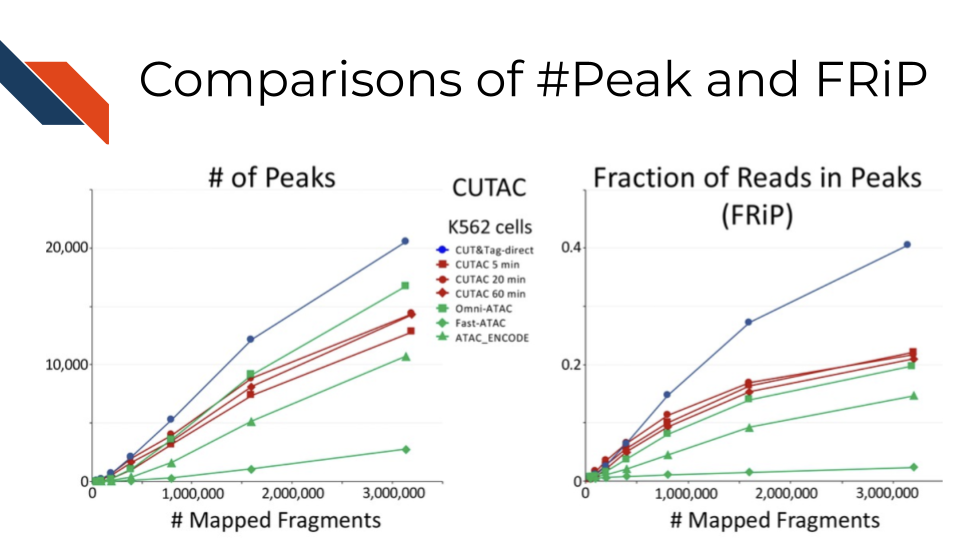 Comparisons of #Peak and FRiP
# of Peaks
20,000
10,000
0
0
1,000,000
2,000,000
3,000,000
# Mapped Fragments
CUTAC
K562 cells
CUT&Tag-direct
CUTAC 5 min
CUTAC 20 min
CUTAC 60 min
Omni-ATAC
Fast-ATAC
ATAC_ENCODE
Fraction of Reads in Peaks
(FRiP)
0.4
0.2
0
0
1,000,000
2,000,000
3,000,000
# Mapped Fragments